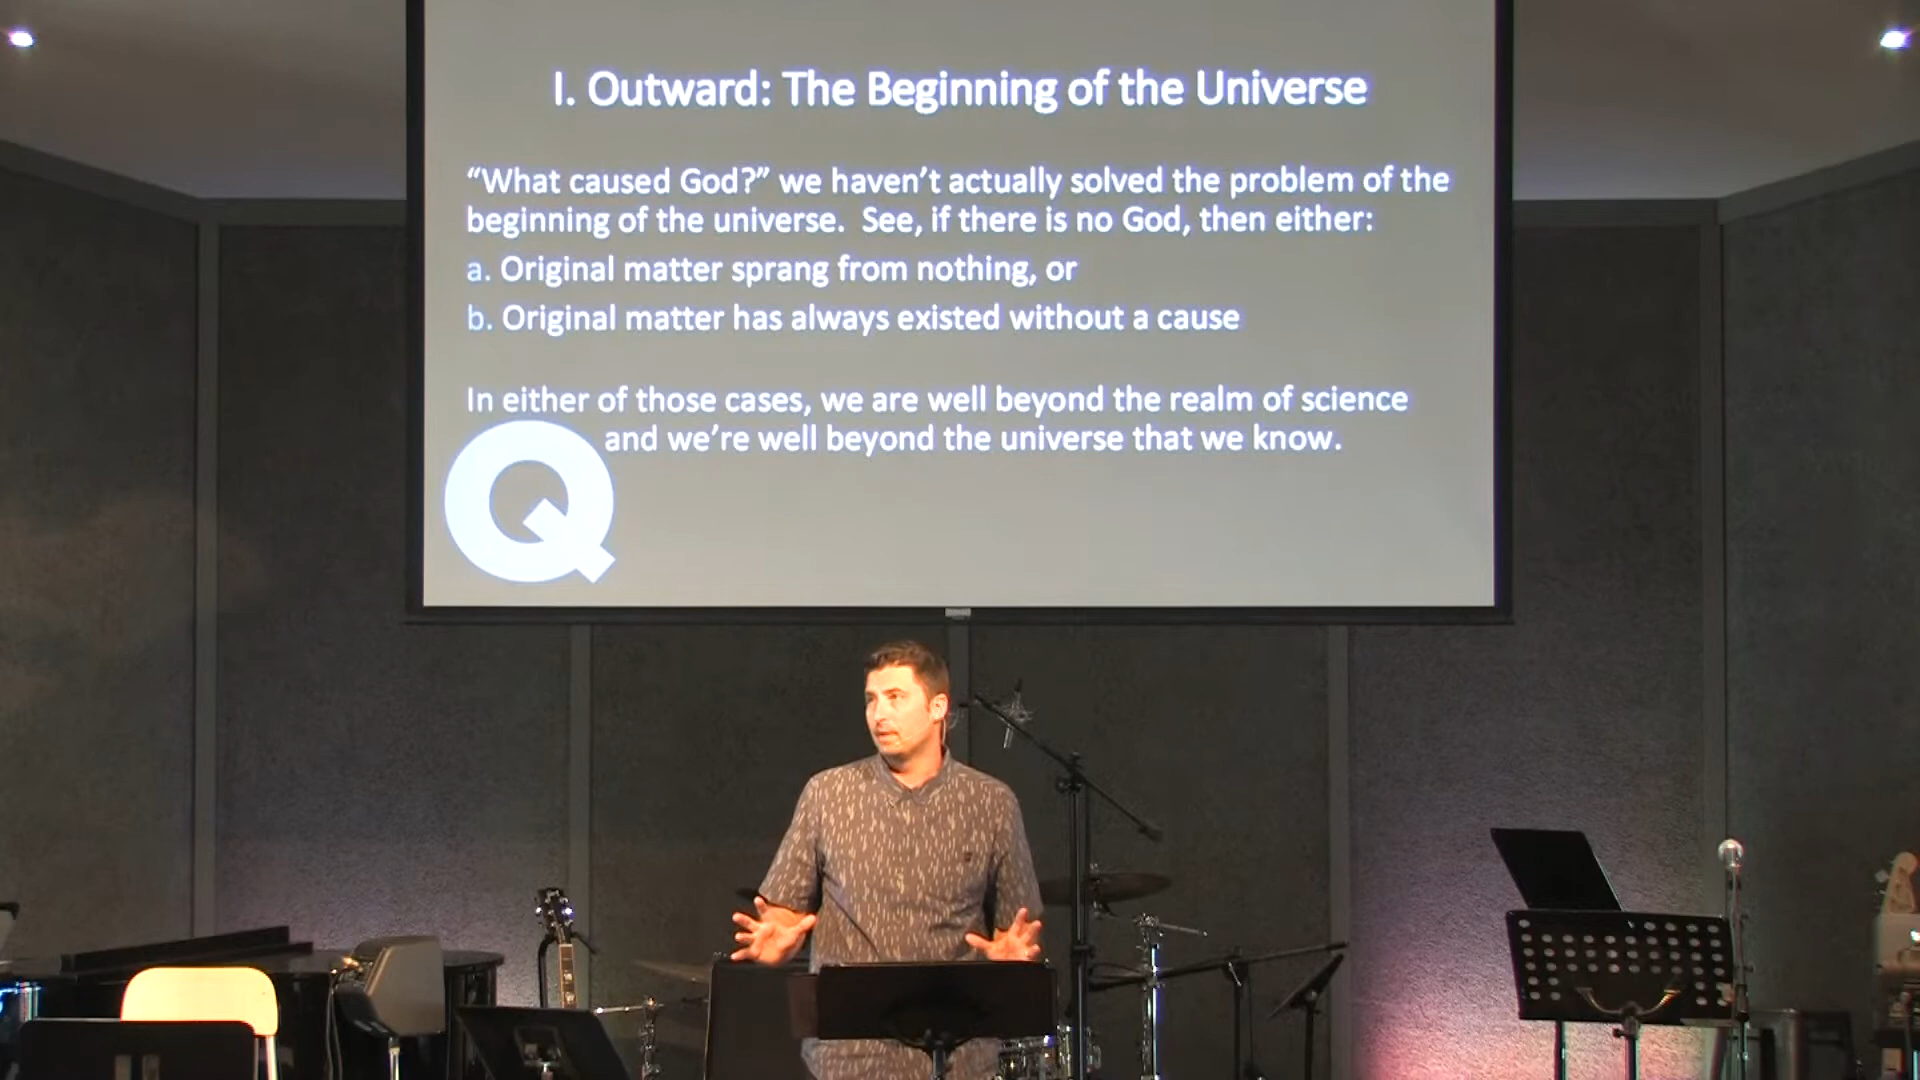 I. Outward: The Beginning of the Universe
“What caused God?” we haven’t actually solved the problem of the
beginning of the universe.  See, if there is no God, then either:
a. Original matter sprang from nothing, or
b. Original matter has always existed without a cause
In either of those cases, we are well beyond the realm of science
and we’re well beyond the universe that we know.
Q